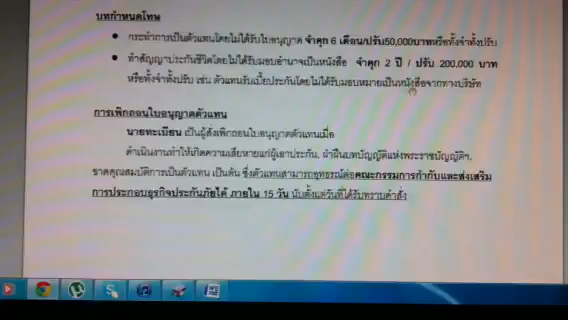 บทกำหนดโทษ
• กระทำการเป็นตัวแทนโดยไม่ได้รับใบอนุญาต จำคุก 6 เดือน/ปรับ50,000บาทหรือทั้งจำทั้งปรับ
• ทำสัญญาประกันชีวิตโดยไม่ได้รับมอบอำนาจเป็นหนังสือ จำคุก 2 ปี / ปรับ 200,000 บาท
หรือทั้งจำทั้งปรับ เช่น ตัวแทนรับเบี้ยประกันโดยไม่ได้รับมอบหมายเป็นหนังสือจากทางบริษัท
การเพิกถอนใบอนุญาตตัวแทน
นายทะเบียน เป็นผู้สั่งเพิกถอนใบอนุญาตตัวแทนเมื่อ
ดำเนินงานทำให้เกิดความเสียหายแก่ผู้เอาประกัน, ฝ่าฝืนบทบัญญัติแห่งพระราชบัญญัติฯ,
ขาดคุณสมบัติการเป็นตัวแทน เป็นต้น ซึ่งตัวแทนสามารถอุทธรณ์ต่อคณะกรรมการกำกับและส่งเสริม
การประกอบธุรกิจประกันภัยได้ ภายใน 15 วัน นับตั้งแต่วันที่ได้รับทราบคำสั่ง